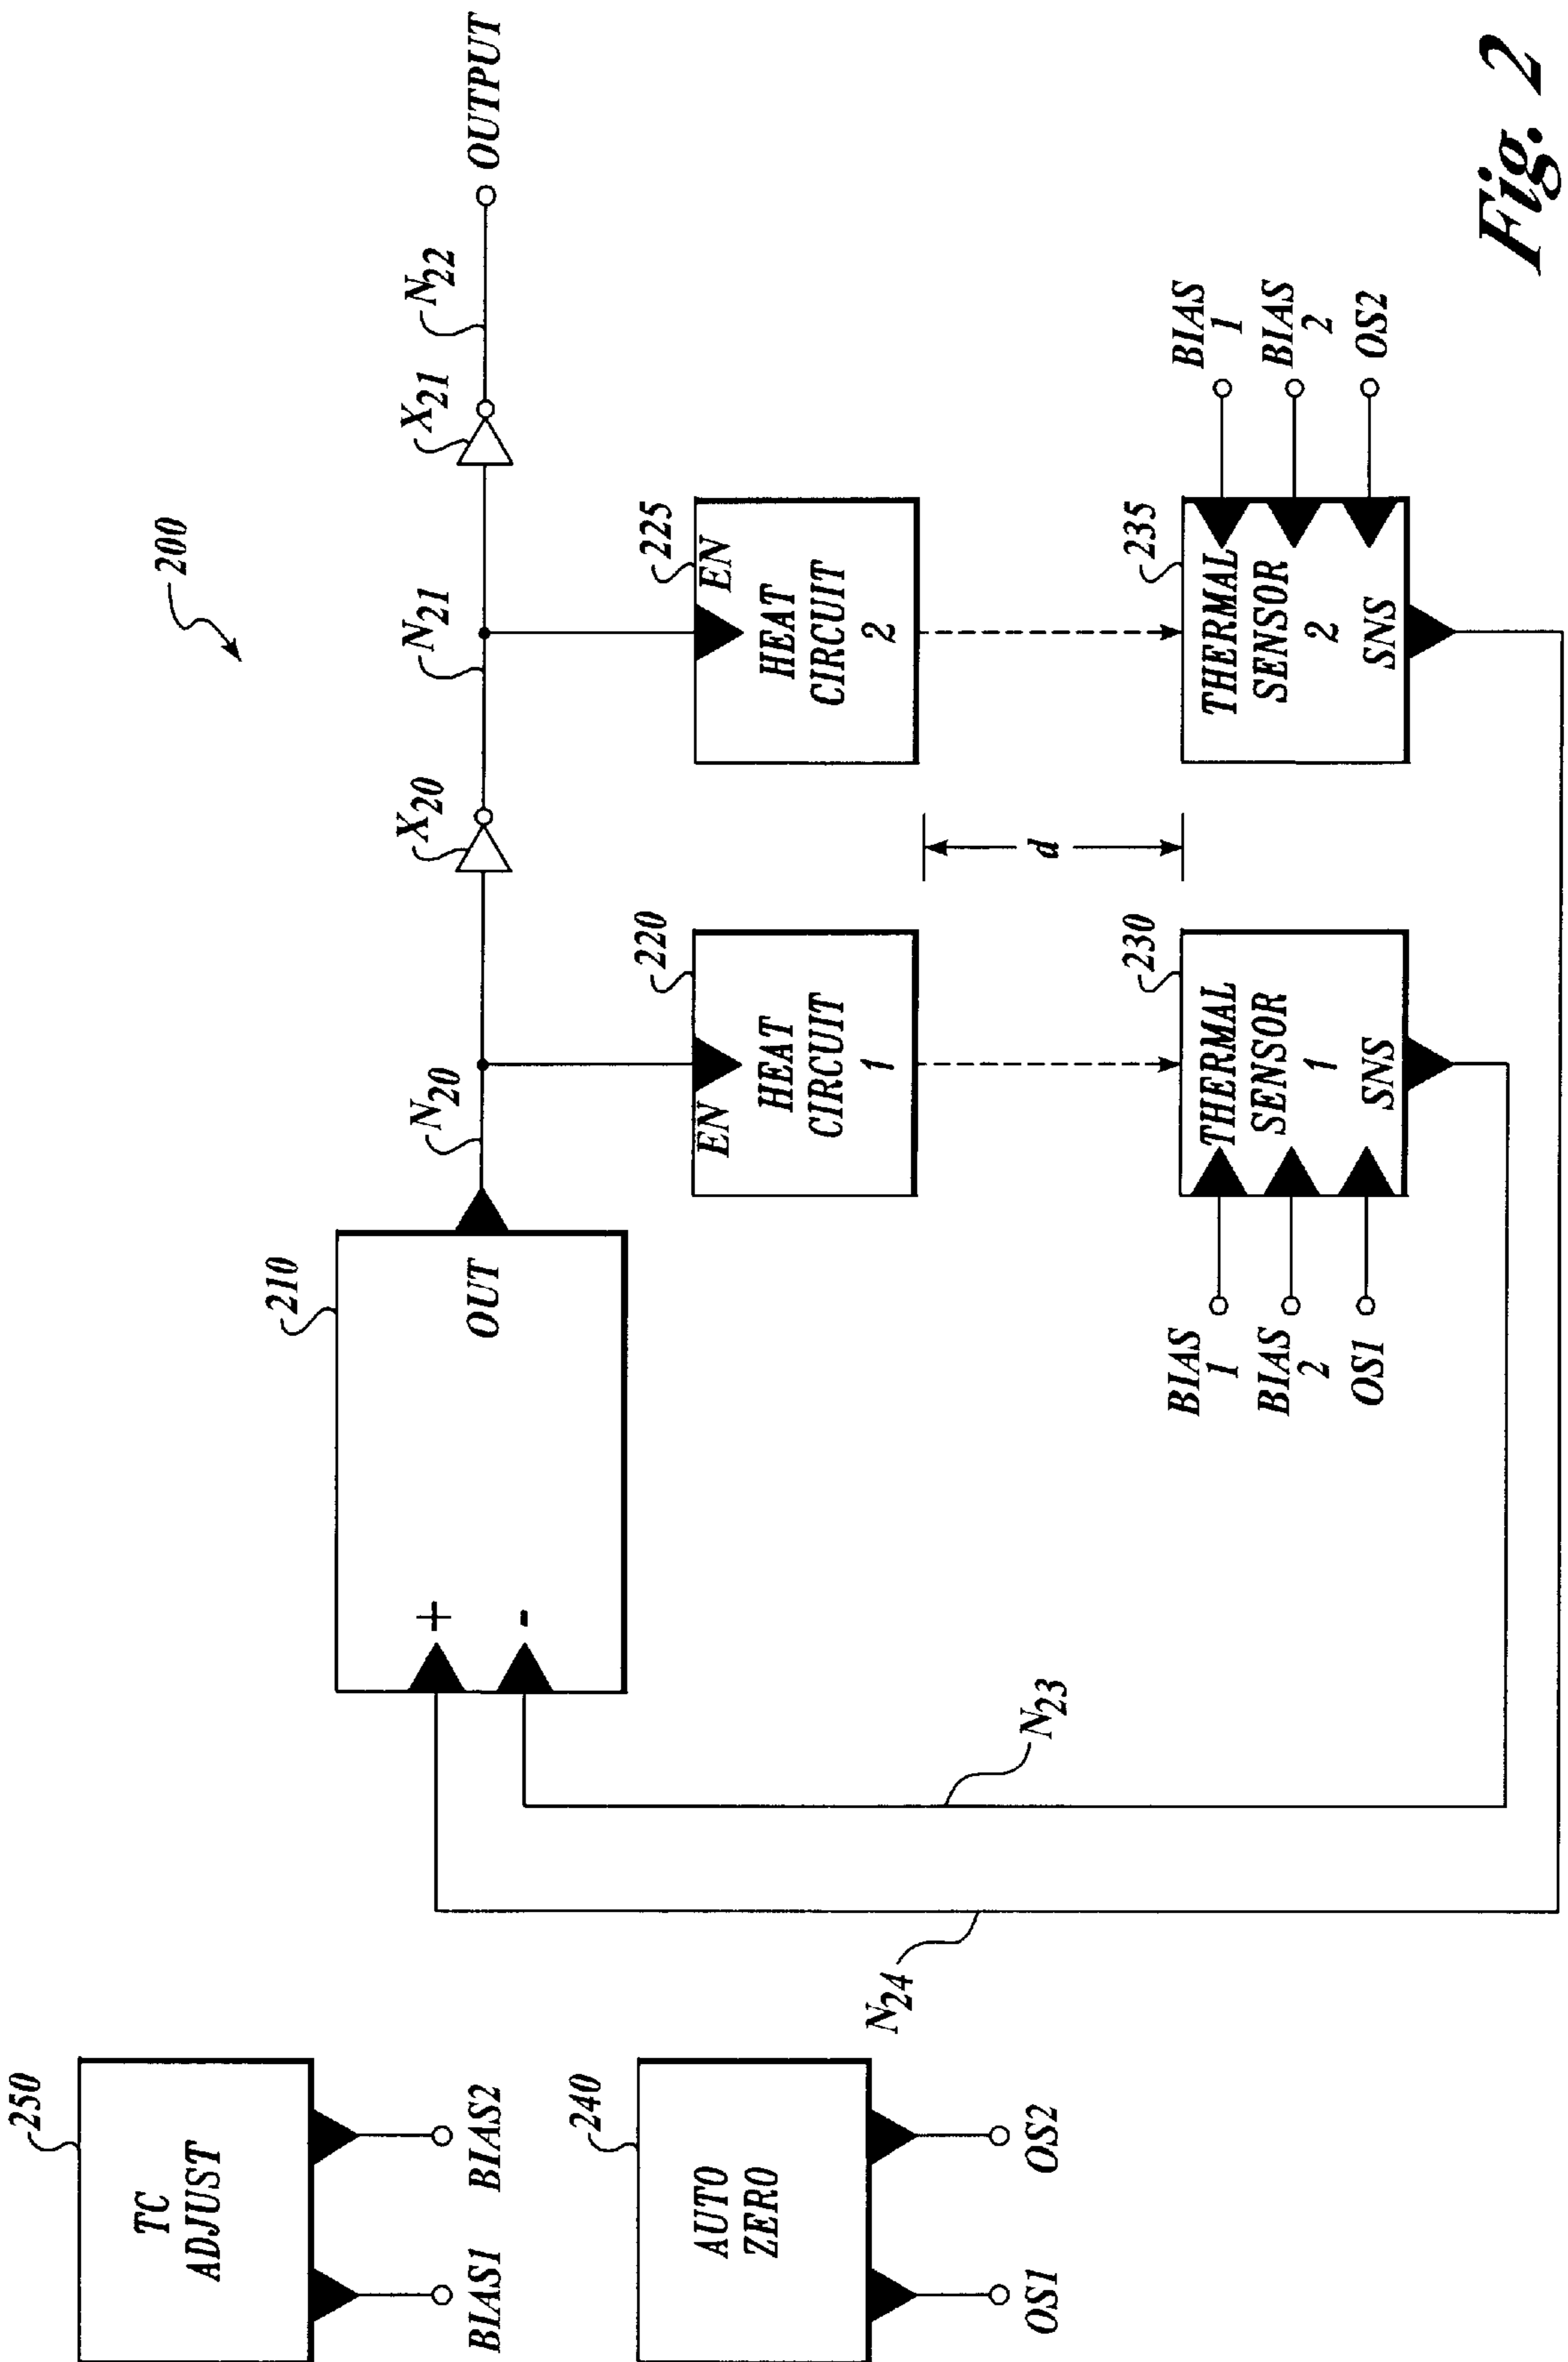 200
250
TC
ADJUST
BIAS1
BIAS2
240
AUTO
ZERO
OS1
OS2
210
+
-
OUT
N20
X20
N21
X21
N22
OUTPUT
220
EN
HEAT
CIRCUIT
1
225
EN
HEAT
CIRCUIT
2
d
230
THERMAL
SENSOR
1
SNS
BIAS
1
BIAS
2
OS1
235
THERMAL
SENSOR
2
SNS
BIAS
1
BIAS
2
OS2
N23
N24
Fig. 2